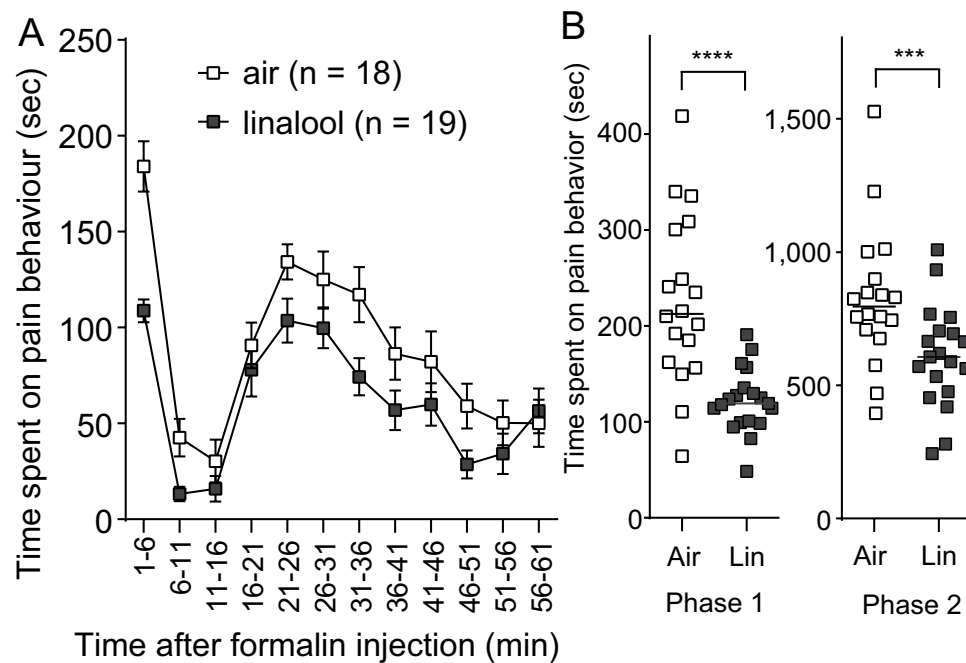 A
Time spent on pain behaviour (sec)
250
200
150
100
50
0
air (n = 18)
linalool (n = 19)
1-6
6-11
11-16
16-21
21-26
26-31
31-36
36-41
41-46
46-51
51-56
56-61
Time after formalin injection (min)
B
Time spent on pain behavior (sec)
400
300
200
100
0
****
Air Lin
Phase 1
1,500
1,000
500
0
***
Air Lin
Phase 2